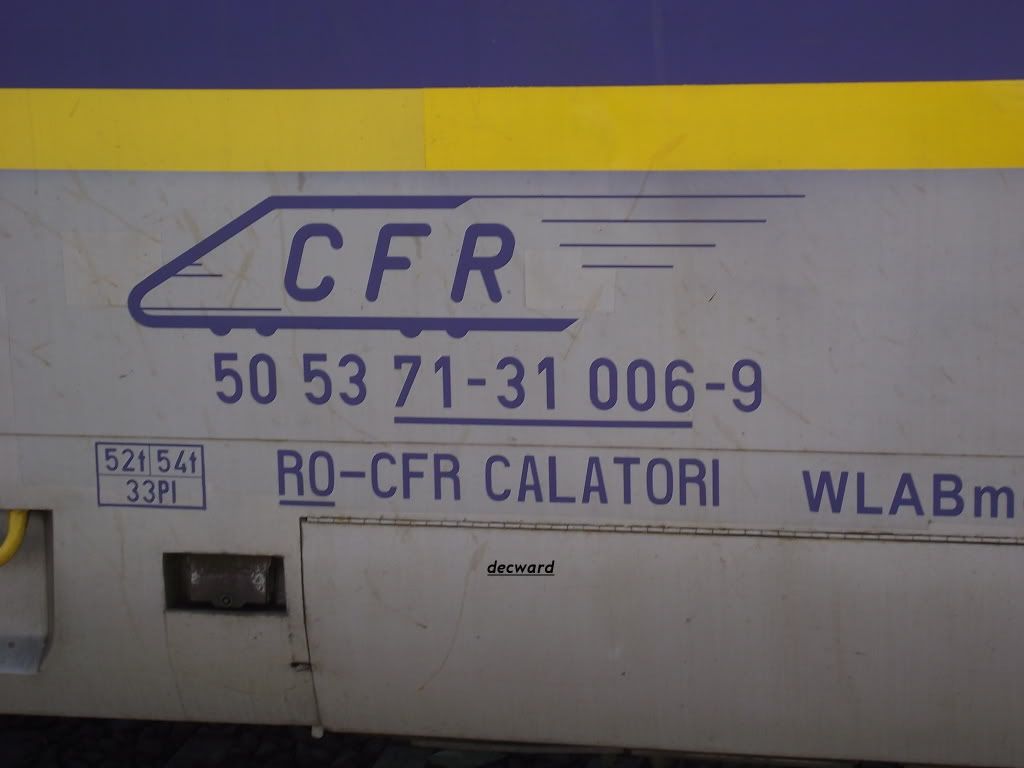 CFR
50 53 71-31 006-9
52t 54t
33Pl
RO-CFR CALATORI
WLABm
decward